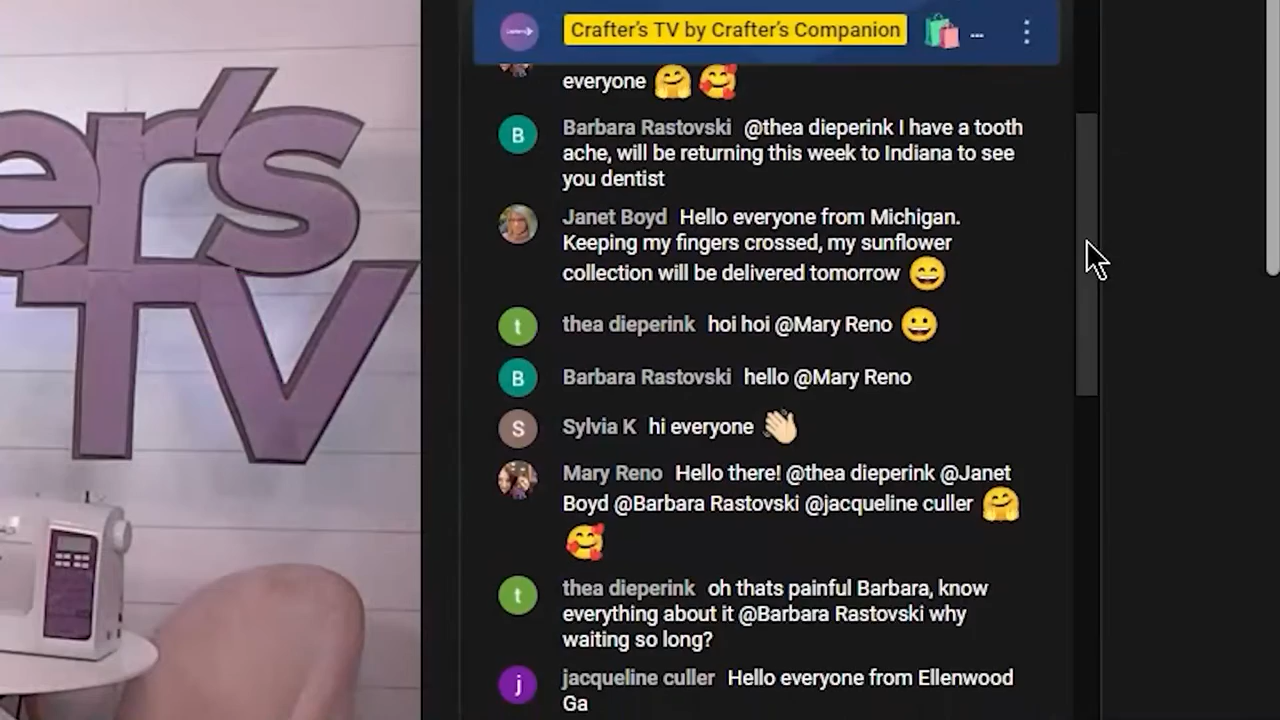 er's
TV
Crafter's TV by Crafter's Companion
everyone
Barbara Rastovski @thea dieperink I have a tooth
ache, will be returning this week to Indiana to see
you dentist
Janet Boyd Hello everyone from Michigan.
Keeping my fingers crossed, my sunflower
collection will be delivered tomorrow
thea dieperink hoi hoi @Mary Reno
Barbara Rastovski hello @Mary Reno
Sylvia K hi everyone
Mary Reno Hello there! @thea dieperink @Janet
Boyd @Barbara Rastovski @jacqueline culler
thea dieperink oh thats painful Barbara, know
everything about it @Barbara Rastovski why
waiting so long?
jacqueline culler Hello everyone from Ellenwood
Ga
B
t
B
S
t
j